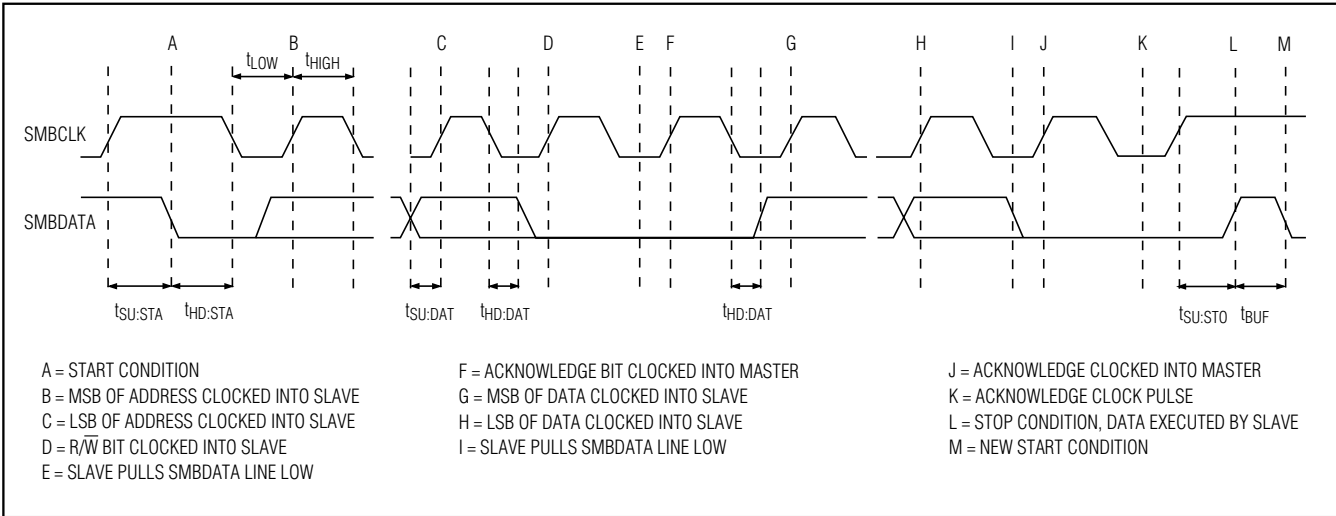 A B C D E F G H I J K L M
tLOW tHIGH
SMBCLK
SMBDATA
tSU:STA tHD:STA tSU:DAT tHD:DAT tHD:DAT tSU:STO tBUF
A = START CONDITION
B = MSB OF ADDRESS CLOCKED INTO SLAVE
C = LSB OF ADDRESS CLOCKED INTO SLAVE
D = R/W̅ BIT CLOCKED INTO SLAVE
E = SLAVE PULLS SMBDATA LINE LOW
F = ACKNOWLEDGE BIT CLOCKED INTO MASTER
G = MSB OF DATA CLOCKED INTO SLAVE
H = LSB OF DATA CLOCKED INTO SLAVE
I = SLAVE PULLS SMBDATA LINE LOW
J = ACKNOWLEDGE CLOCKED INTO MASTER
K = ACKNOWLEDGE CLOCK PULSE
L = STOP CONDITION, DATA EXECUTED BY SLAVE
M = NEW START CONDITION